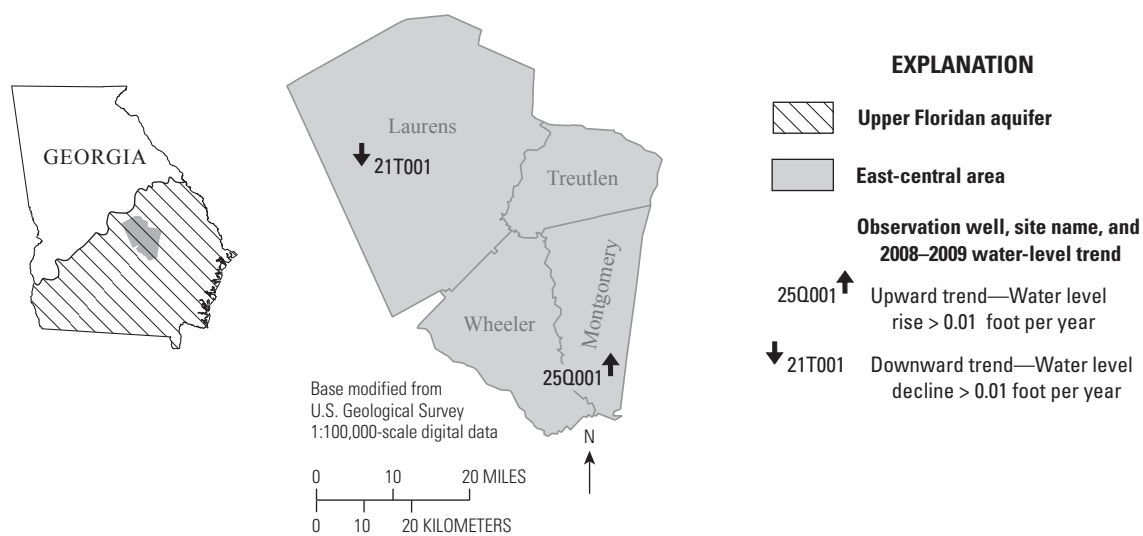 GEORGIA
Laurens
21T001
Treutlen
Wheeler
Montgomery
25Q001
Base modified from
U.S. Geological Survey
1:100,000-scale digital data
N
0 10 20 MILES
0 10 20 KILOMETERS
EXPLANATION
Upper Floridan aquifer
East-central area
Observation well, site name, and
2008–2009 water-level trend
25Q001 Upward trend—Water level
rise > 0.01 foot per year
21T001 Downward trend—Water level
decline > 0.01 foot per year